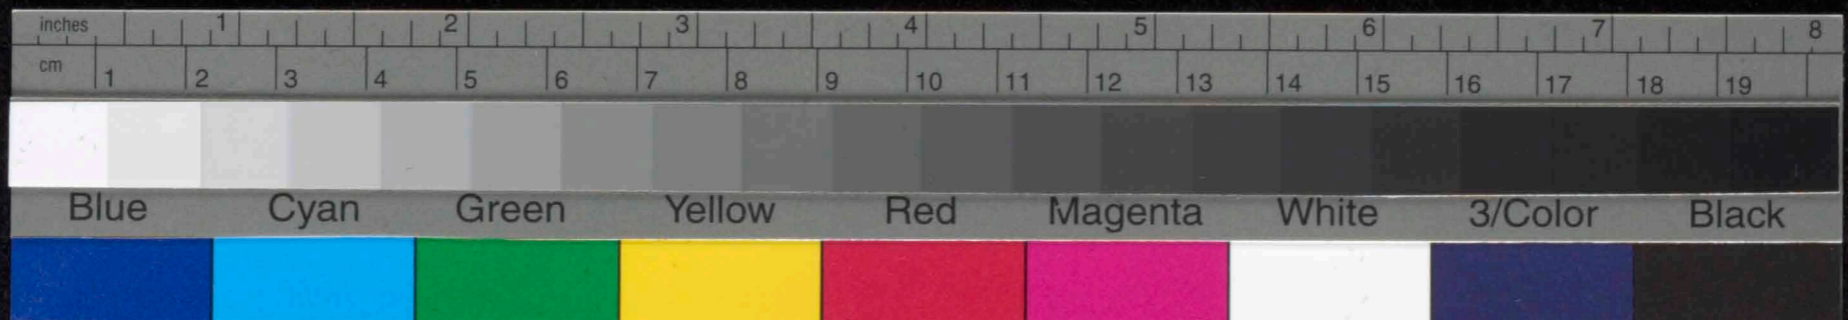 inches 1 2 3 4 5 6 7 8
cm 1 2 3 4 5 6 7 8 9 10 11 12 13 14 15 16 17 18 19
Blue Cyan Green Yellow Red Magenta White 3/Color Black